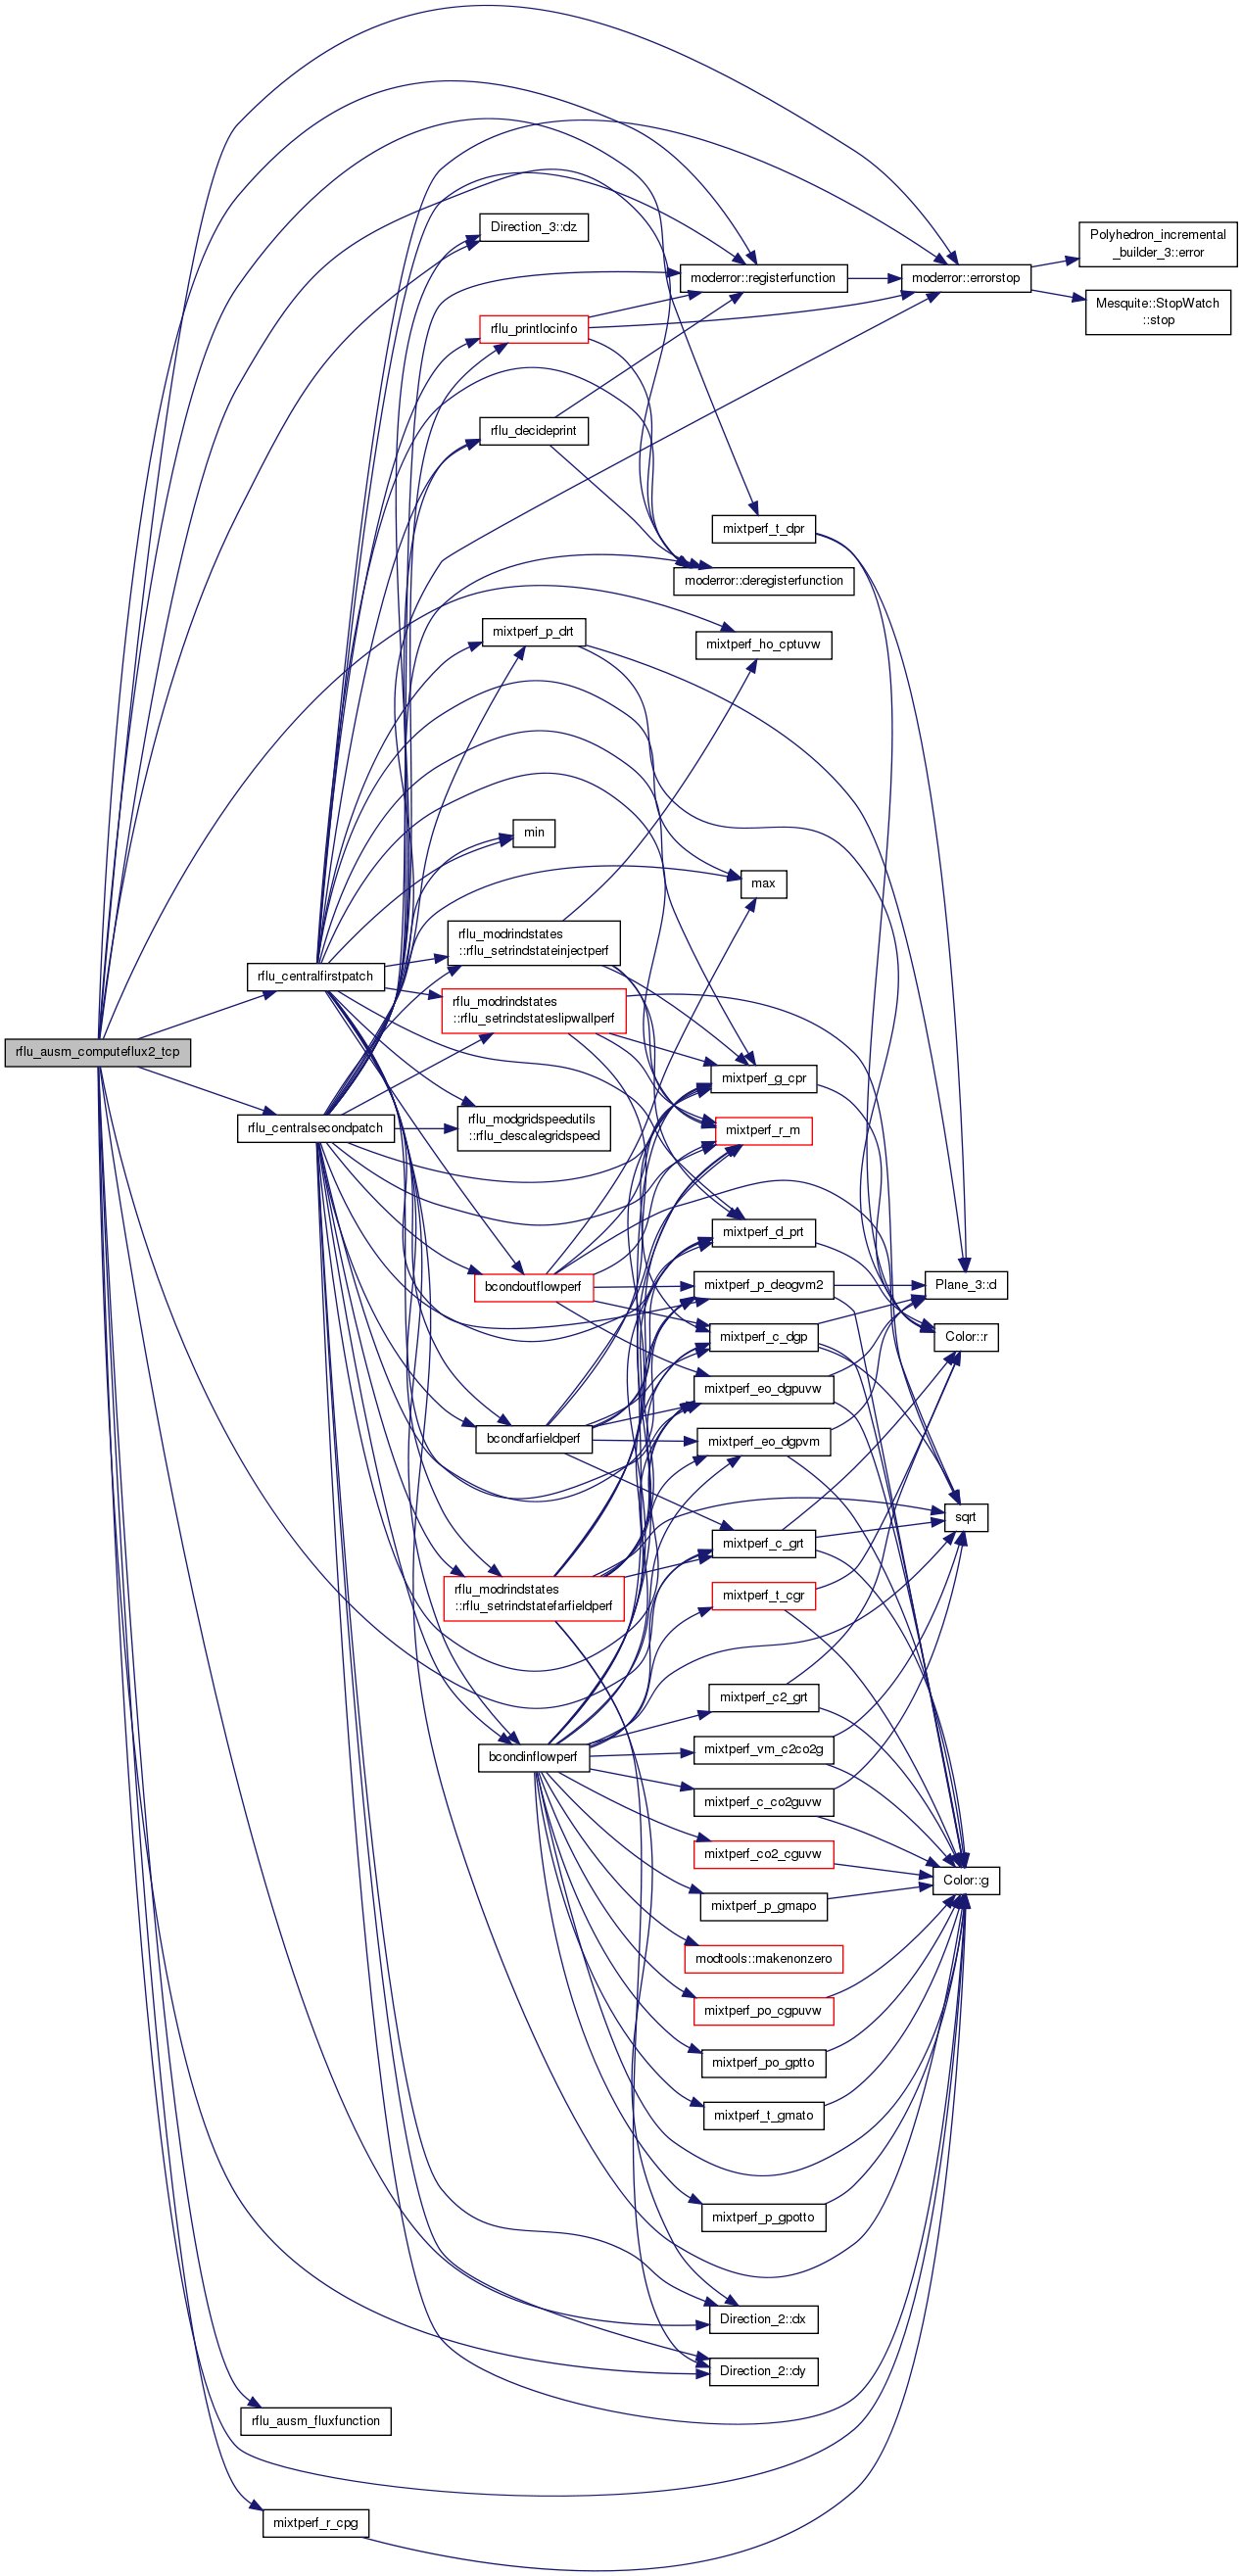 Direction_3::dz
Polyhedron_incremental
_builder_3::error
moderror::registerfunction
moderror::errorstop
Mesquite::StopWatch
::stop
rflu_printlocinfo
rflu_decideprint
mixtperf_t_dpr
moderror::deregisterfunction
mixtperf_p_drt
mixtperf_ho_cptuvw
min
max
rflu_modrindstates
::rflu_setrindstateinjectperf
rflu_centralfirstpatch
rflu_modrindstates
::rflu_setrindstateslipwallperf
rflu_ausm_computeflux2_tcp
mixtperf_g_cpr
rflu_centralsecondpatch
rflu_modgridspeedutils
::rflu_descalegridspeed
mixtperf_r_m
mixtperf_d_prt
bcondoutflowperf
mixtperf_p_deogvm2
Plane_3::d
mixtperf_c_dgp
Color::r
mixtperf_eo_dgpuvw
bcondfarfieldperf
mixtperf_eo_dgpvm
sqrt
mixtperf_c_grt
rflu_modrindstates
::rflu_setrindstatefarfieldperf
mixtperf_t_cgr
mixtperf_c2_grt
bcondinflowperf
mixtperf_vm_c2co2g
mixtperf_c_co2guvw
mixtperf_co2_cguvw
Color::g
mixtperf_p_gmapo
modtools::makenonzero
mixtperf_po_cgpuvw
mixtperf_po_gptto
mixtperf_t_gmato
mixtperf_p_gpotto
Direction_2::dx
Direction_2::dy
rflu_ausm_fluxfunction
mixtperf_r_cpg